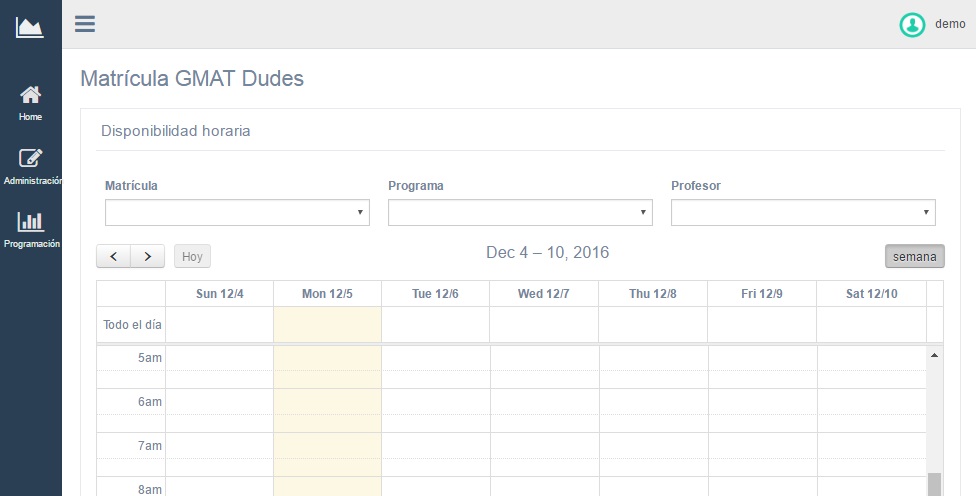 demo
Home
Administración
Programación
Matrícula GMAT Dudes
Disponibilidad horaria
Matrícula Programa Profesor
Hoy Dec 4 – 10, 2016 semana
Sun 12/4 Mon 12/5 Tue 12/6 Wed 12/7 Thu 12/8 Fri 12/9 Sat 12/10
Todo el día
5am
6am
7am
8am